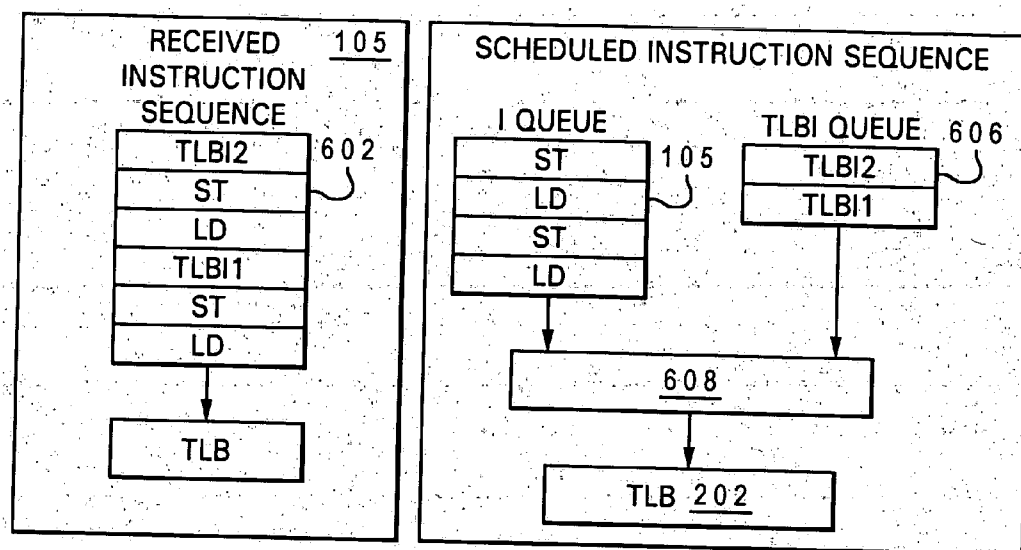 RECEIVED 105
INSTRUCTION
SEQUENCE
TLBI2 602
ST
LD
TLBI1
ST
LD
TLB
SCHEDULED INSTRUCTION SEQUENCE
I QUEUE
ST 105
LD
ST
LD
TLBI QUEUE 606
TLBI2
TLBI1
608
TLB 202